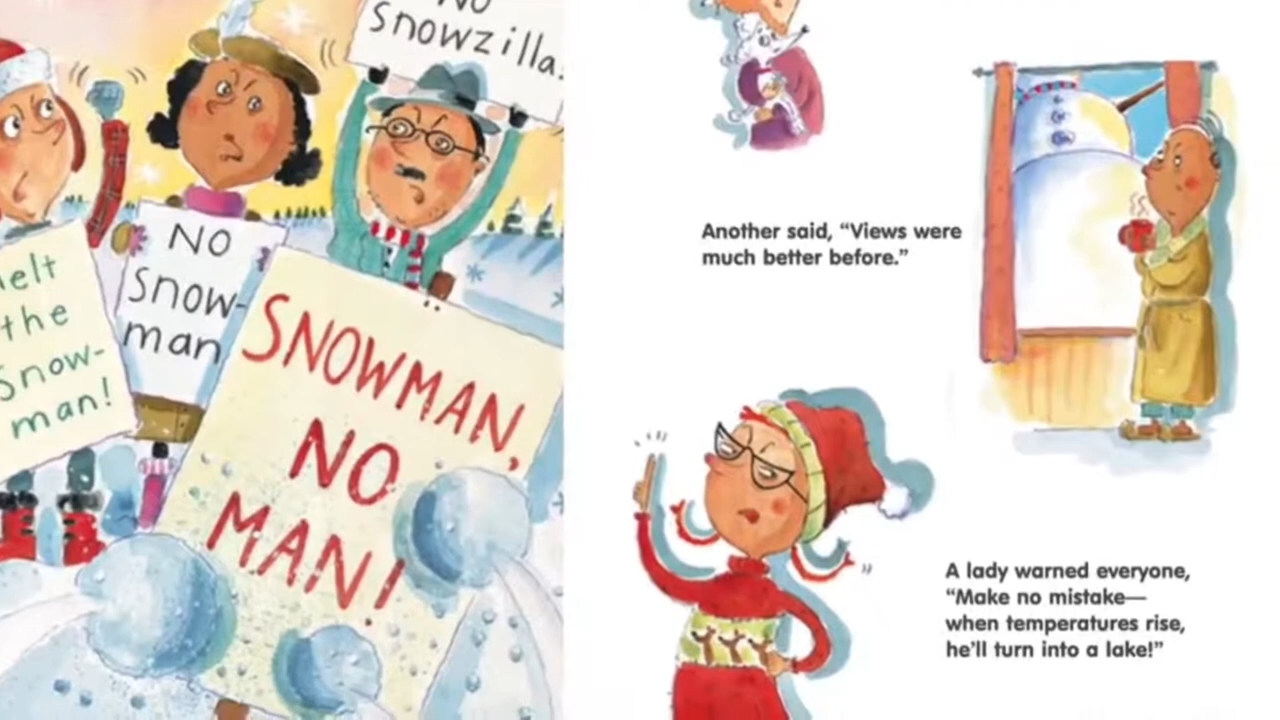 NO
snowzilla!
NO
Snow-
man
the
Snow-
man!
SNOWMAN,
NO
MAN!
Another said, “Views were
much better before.”
A lady warned everyone,
“Make no mistake—
when temperatures rise,
he’ll turn into a lake!”